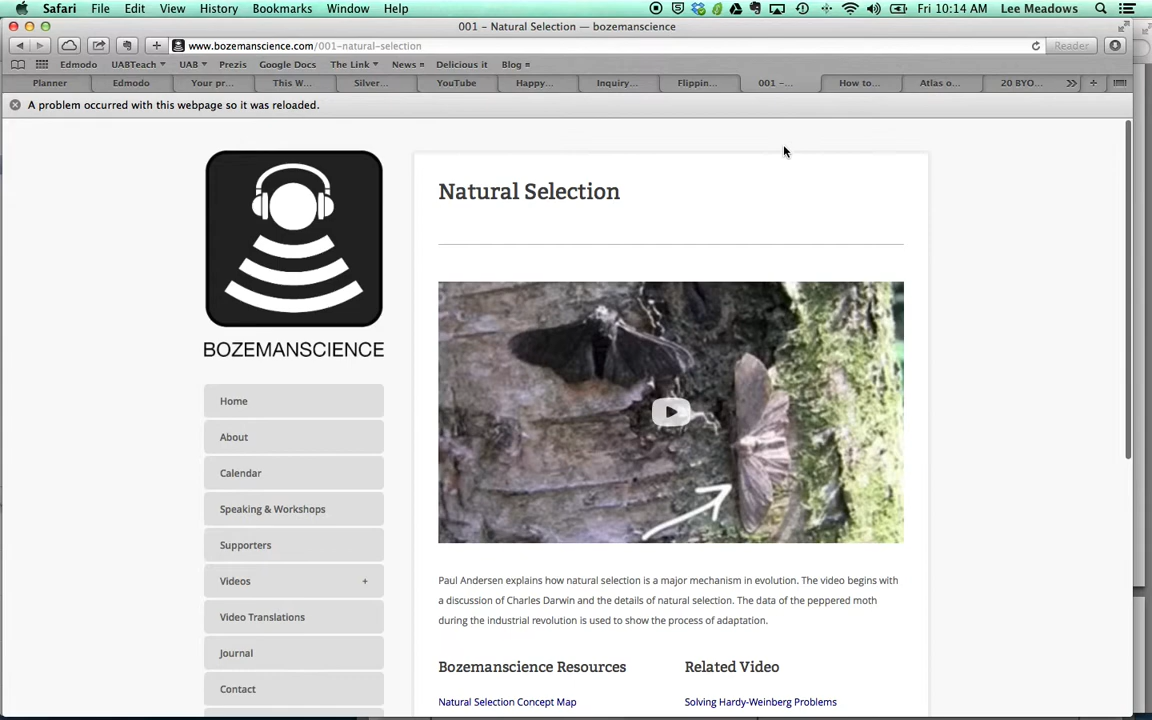 Safari File Edit View History Bookmarks Window Help Fri 10:14 AM Lee Meadows
001 – Natural Selection — bozemanscience
www.bozemanscience.com/001-natural-selection Reader
Edmodo UABTeach UAB Prezis Google Docs The Link News Delicious it Blog
Planner Edmodo Your pr... This W... Silver... YouTube Happy... Inquiry... Flippin... 001 –... How to... Atlas o... 20 BYO...
A problem occurred with this webpage so it was reloaded.
Natural Selection
BOZEMANSCIENCE
Home
About
Calendar
Speaking & Workshops
Supporters
Videos +
Video Translations
Journal
Contact
Paul Andersen explains how natural selection is a major mechanism in evolution. The video begins with
a discussion of Charles Darwin and the details of natural selection. The data of the peppered moth
during the industrial revolution is used to show the process of adaptation.
Bozemanscience Resources
Natural Selection Concept Map
Related Video
Solving Hardy-Weinberg Problems